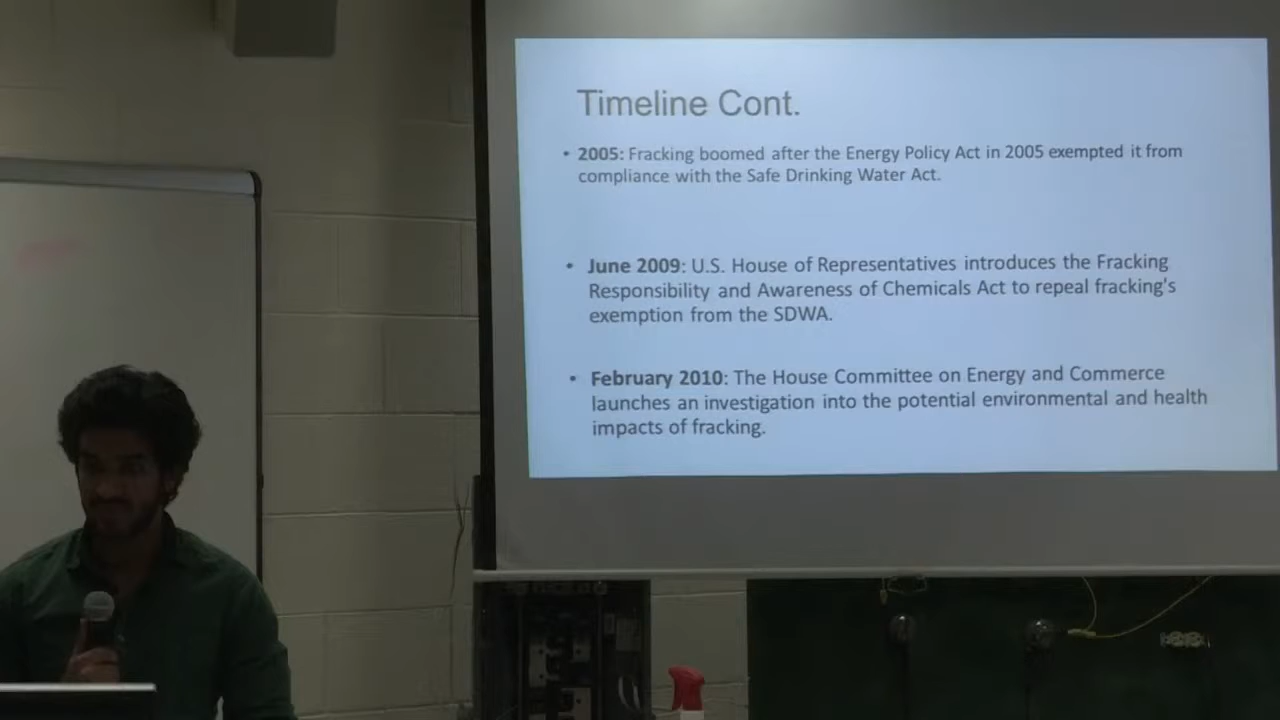 Timeline Cont.
• 2005: Fracking boomed after the Energy Policy Act in 2005 exempted it from
compliance with the Safe Drinking Water Act.
• June 2009: U.S. House of Representatives introduces the Fracking
Responsibility and Awareness of Chemicals Act to repeal fracking's
exemption from the SDWA.
• February 2010: The House Committee on Energy and Commerce
launches an investigation into the potential environmental and health
impacts of fracking.